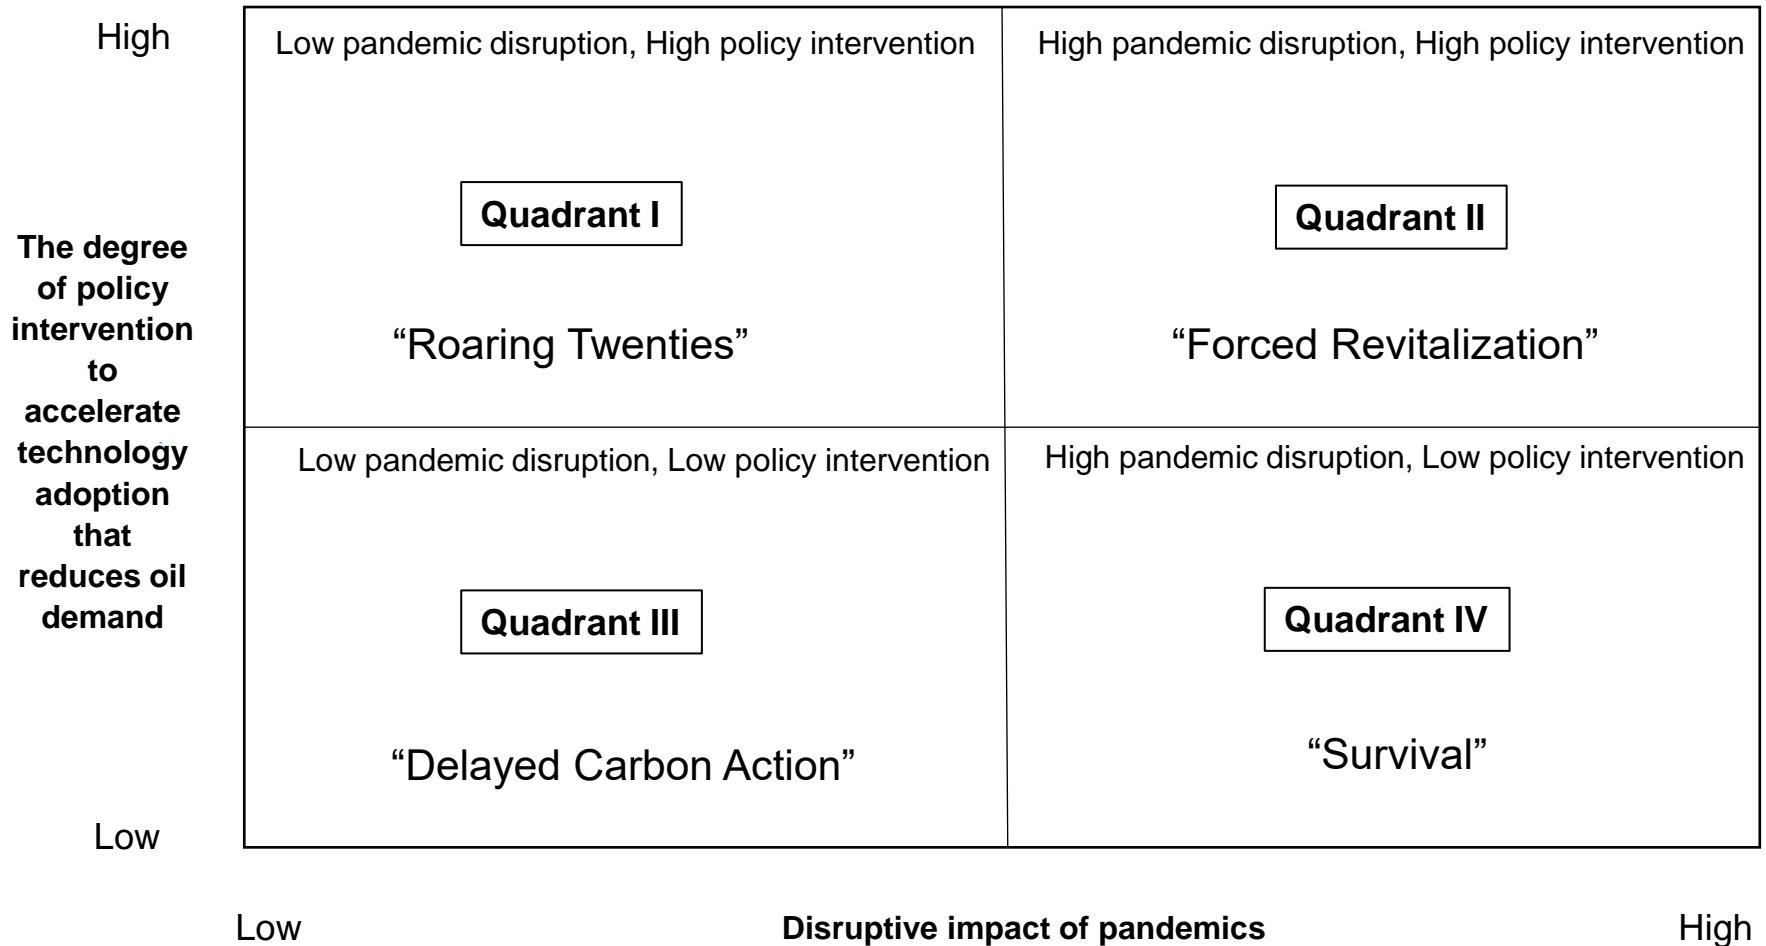 High
Low pandemic disruption, High policy intervention
High pandemic disruption, High policy intervention
Quadrant I
Quadrant II
“Roaring Twenties”
“Forced Revitalization”
The degree
of policy
intervention
to
accelerate
technology
adoption
that
reduces oil
demand
Low pandemic disruption, Low policy intervention
High pandemic disruption, Low policy intervention
Quadrant III
Quadrant IV
“Delayed Carbon Action”
“Survival”
Low
Low
Disruptive impact of pandemics
High